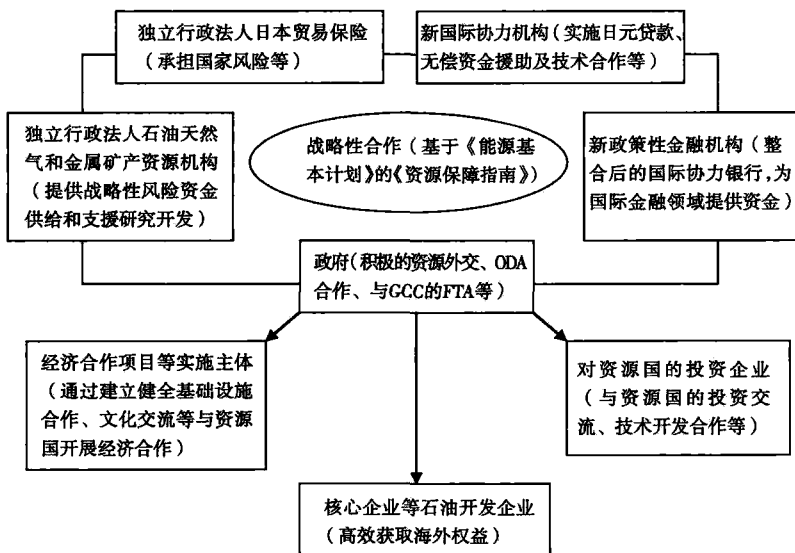 独立行政法人日本贸易保险
（承担国家风险等）
新国际协力机构（实施日元贷款、
无偿资金援助及技术合作等）
独立行政法人石油天然
气和金属矿产资源机构
（提供战略性风险资金
供给和支援研究开发）
战略性合作（基于《能源基
本计划》的《资源保障指南》）
新政策性金融机构（整
合后的国际协力银行，为
国际金融领域提供资金）
政府（积极的资源外交、ODA
合作、与GCC的FTA等）
经济合作项目等实施主体
（通过建立健全基础设施
合作、文化交流等与资源
国开展经济合作）
对资源国的投资企业
（与资源国的投资交
流、技术开发合作等）
核心企业等石油开发企业
（高效获取海外权益）